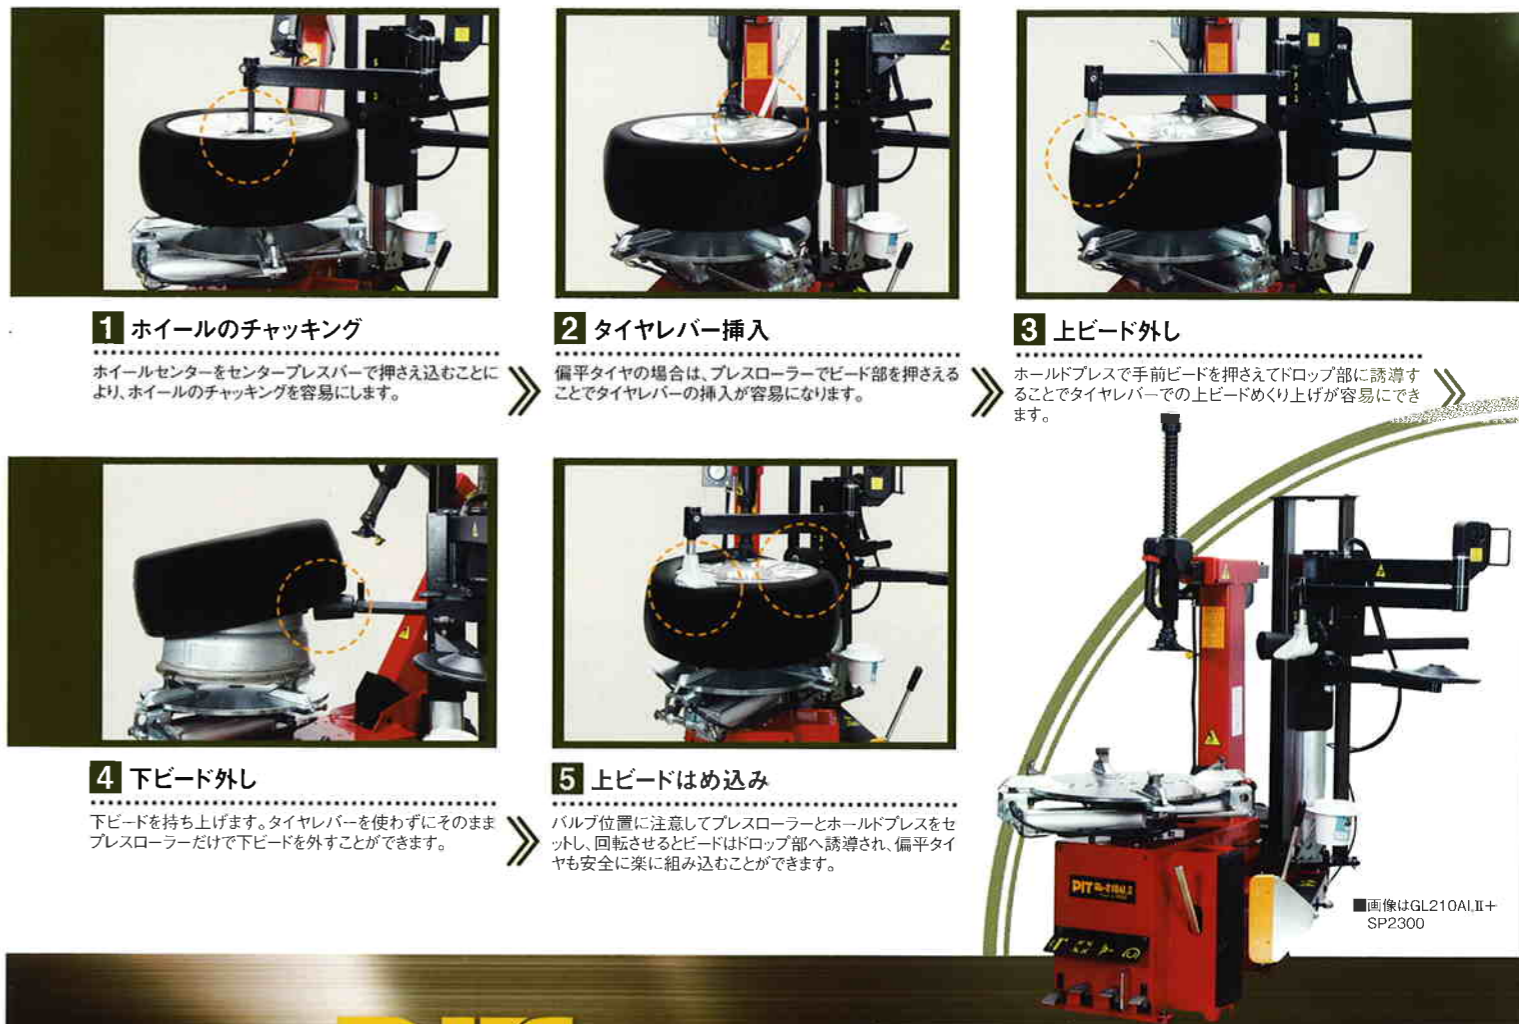 1 ホイールのチャッキング
ホイールセンターをセンタープレスバーで押さえ込むことに
より、ホイールのチャッキングを容易にします。
2 タイヤレバー挿入
偏平タイヤの場合は、プレスローラーでビード部を押さえる
ことでタイヤレバーの挿入が容易になります。
3 上ビード外し
ホールドプレスで手前ビードを押さえてドロップ部に誘導す
ることでタイヤレバーでの上ビードめくり上げが容易にでき
ます。
4 下ビード外し
下ビードを持ち上げます。タイヤレバーを使わずにそのまま
プレスローラーだけで下ビードを外すことができます。
5 上ビードはめ込み
バルブ位置に注意してプレスローラーとホールドプレスをセ
ットし、回転させるとビードはドロップ部へ誘導され、偏平タイ
ヤも安全に楽に組み込むことができます。
PIT
■画像はGL210AI,II＋
SP2300